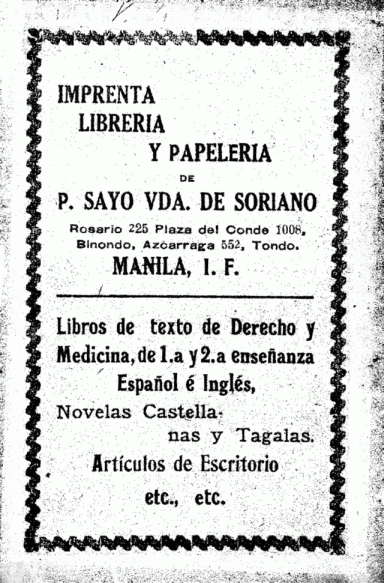 IMPRENTA
LIBRERIA
Y PAPELERIA
DE
P. SAYO VDA. DE SORIANO
Rosario 225 Plaza del Conde 1008,
Binondo, Azcarraga 552, Tondo.
MANILA, I. F.
Libros de texto de Derecho y
Medicina, de 1.a y 2.a enseñanza
Español é Inglés,
Novelas Castella-
nas y Tagalas.
Artículos de Escritorio
etc., etc.